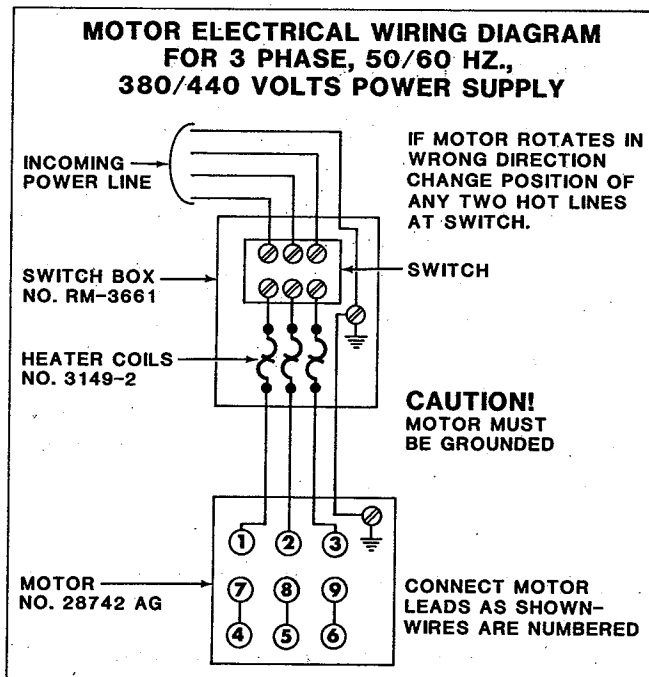 MOTOR ELECTRICAL WIRING DIAGRAM
FOR 3 PHASE, 50/60 HZ.,
380/440 VOLTS POWER SUPPLY
INCOMING
POWER LINE
IF MOTOR ROTATES IN
WRONG DIRECTION
CHANGE POSITION OF
ANY TWO HOT LINES
AT SWITCH.
SWITCH BOX
NO. RM-3661
SWITCH
HEATER COILS
NO. 3149-2
CAUTION!
MOTOR MUST
BE GROUNDED
1 2 3
7 8 9
4 5 6
MOTOR
NO. 28742 AG
CONNECT MOTOR
LEADS AS SHOWN-
WIRES ARE NUMBERED